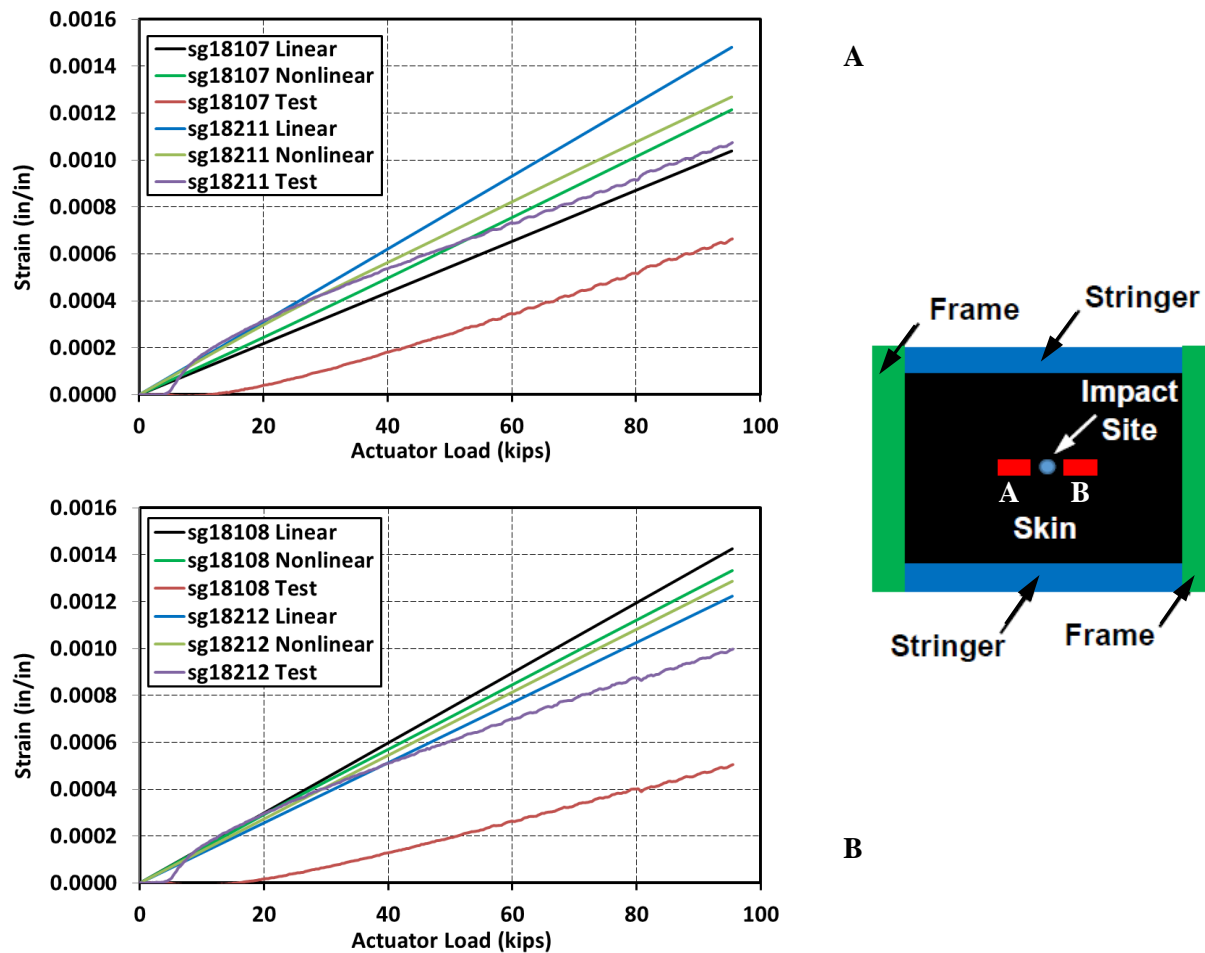 0.0016
0.0014
0.0012
0.0010
0.0008
0.0006
0.0004
0.0002
0.0000
Strain (in/in)
sg18107 Linear
sg18107 Nonlinear
sg18107 Test
sg18211 Linear
sg18211 Nonlinear
sg18211 Test
0 20 40 60 80 100
Actuator Load (kips)
A
0.0016
0.0014
0.0012
0.0010
0.0008
0.0006
0.0004
0.0002
0.0000
Strain (in/in)
sg18108 Linear
sg18108 Nonlinear
sg18108 Test
sg18212 Linear
sg18212 Nonlinear
sg18212 Test
0 20 40 60 80 100
Actuator Load (kips)
B
Frame
Stringer
Impact
Site
A B
Skin
Stringer
Frame